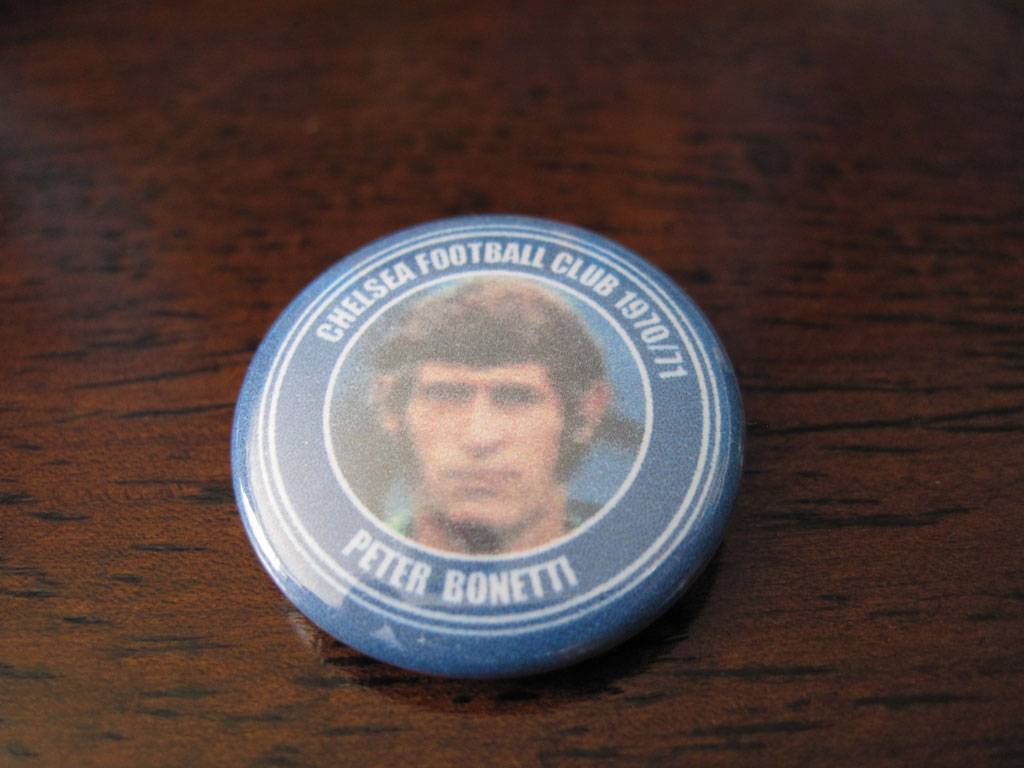 CHELSEA FOOTBALL CLUB 1970/71
PETER BONETTI